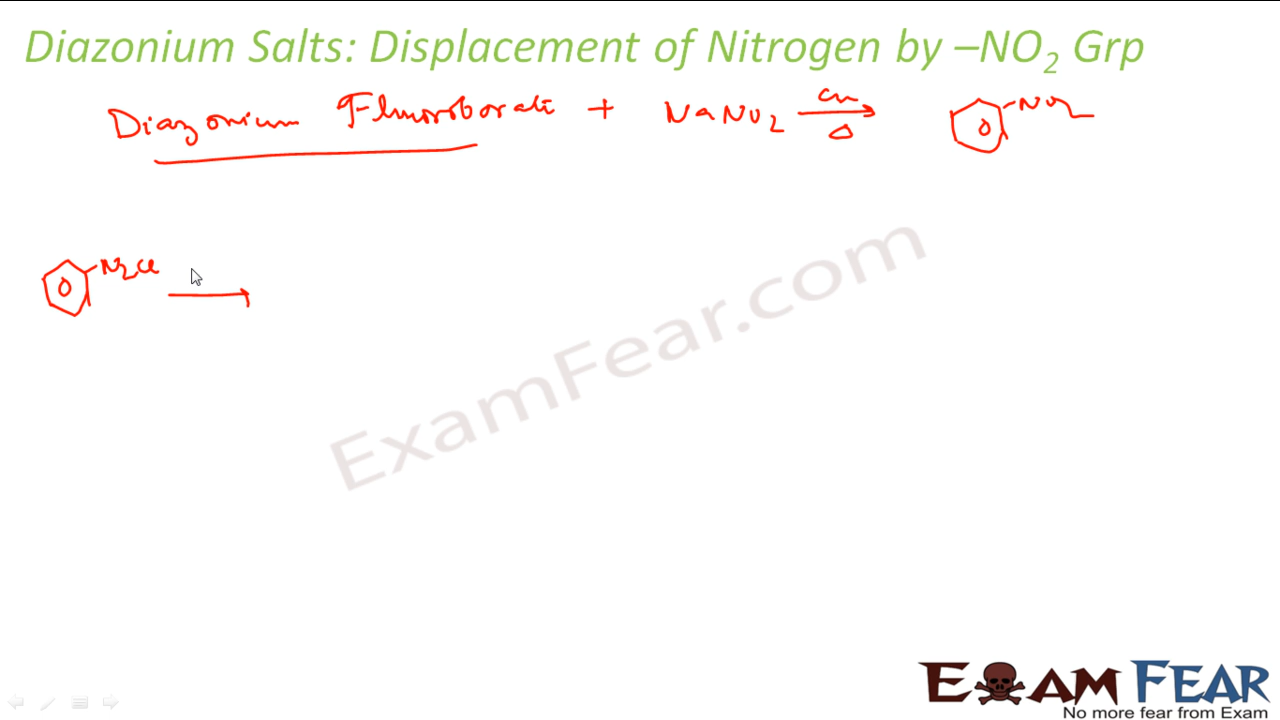 Diazonium Salts: Displacement of Nitrogen by –NO2 Grp
Diazonium Fluoroborate + NaNO2 Cu Δ NO2
N2Cl
ExamFear.com
EXAM FEAR
No more fear from Exam